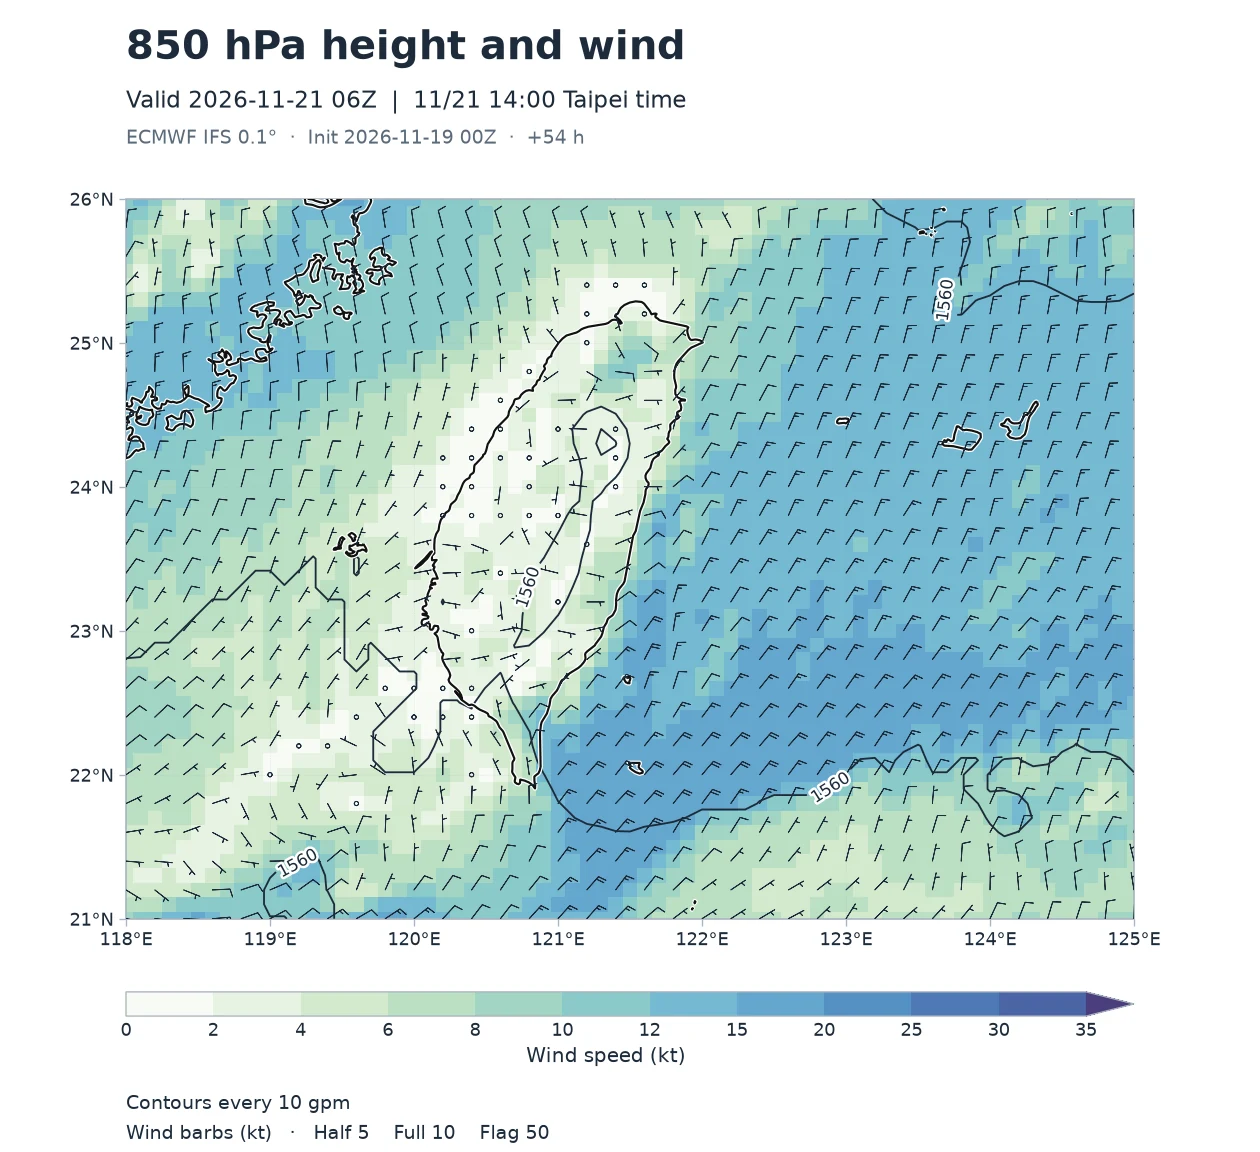 850 hPa height and wind
Valid 2026-11-21 06Z | 11/21 14:00 Taipei time
ECMWF IFS 0.1° · Init 2026-11-19 00Z · +54 h
26°N
25°N
24°N
23°N
22°N
21°N
1560
1560
1560
1560
118°E 119°E 120°E 121°E 122°E 123°E 124°E 125°E
0 2 4 6 8 10 12 15 20 25 30 35
Wind speed (kt)
Contours every 10 gpm
Wind barbs (kt) · Half 5 Full 10 Flag 50